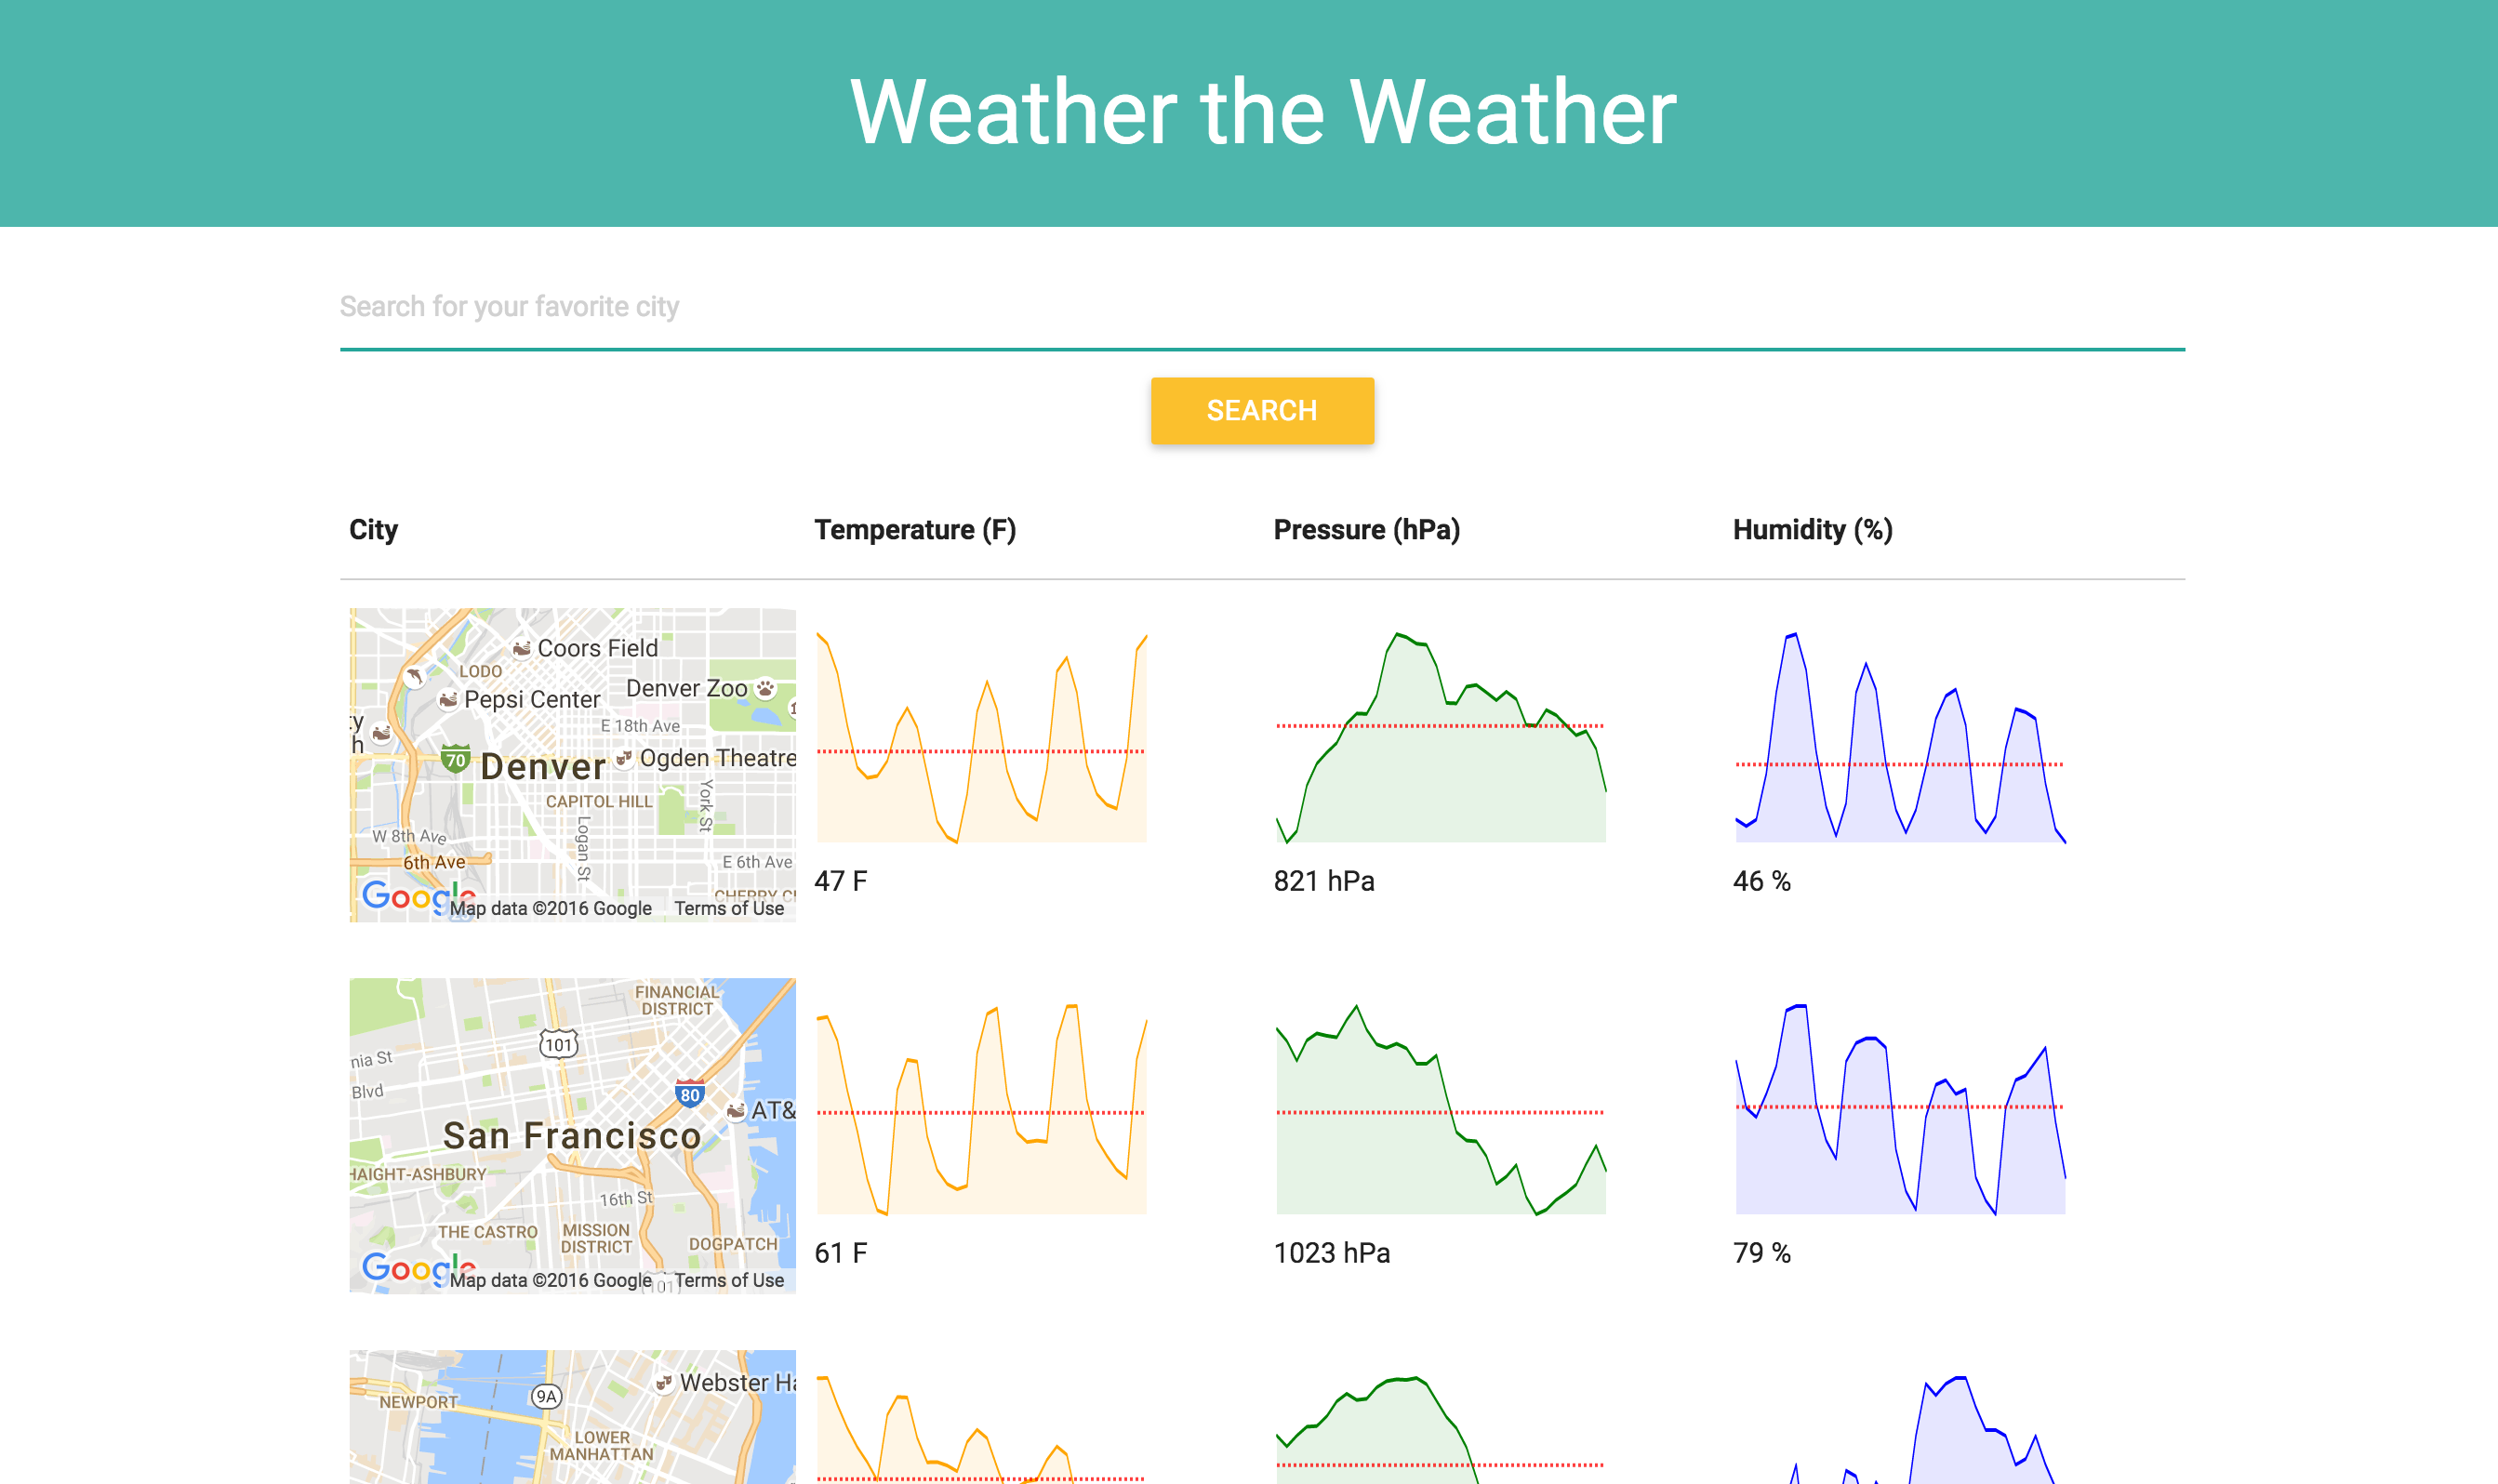 Weather the Weather
Search for your favorite city
SEARCH
City
Temperature (F)
Pressure (hPa)
Humidity (%)
Coors Field
LODO
Denver Zoo
Pepsi Center
E 18th Ave
ty
h
70
Denver
Ogden Theatre
York St
CAPITOL HILL
Logan St
W 8th Ave
6th Ave
E 6th Ave
CHERRY C
Google
Map data ©2016 Google
Terms of Use
47 F
821 hPa
46 %
FINANCIAL
DISTRICT
101
nia St
Blvd
80
AT&
San Francisco
HAIGHT-ASHBURY
16th St
THE CASTRO
MISSION
DISTRICT
DOGPATCH
Google
Map data ©2016 Google
101
Terms of Use
61 F
1023 hPa
79 %
Webster Ha
9A
NEWPORT
LOWER
MANHATTAN